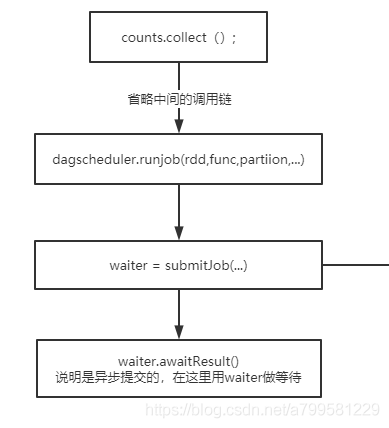 counts.collect（）;
省略中间的调用链
dagscheduler.runjob(rdd,func,partiion,...)
waiter = submitJob(...)
waiter.awaitResult()
说明是异步提交的，在这里用waiter做等待
https://blog.csdn.net/a799581229